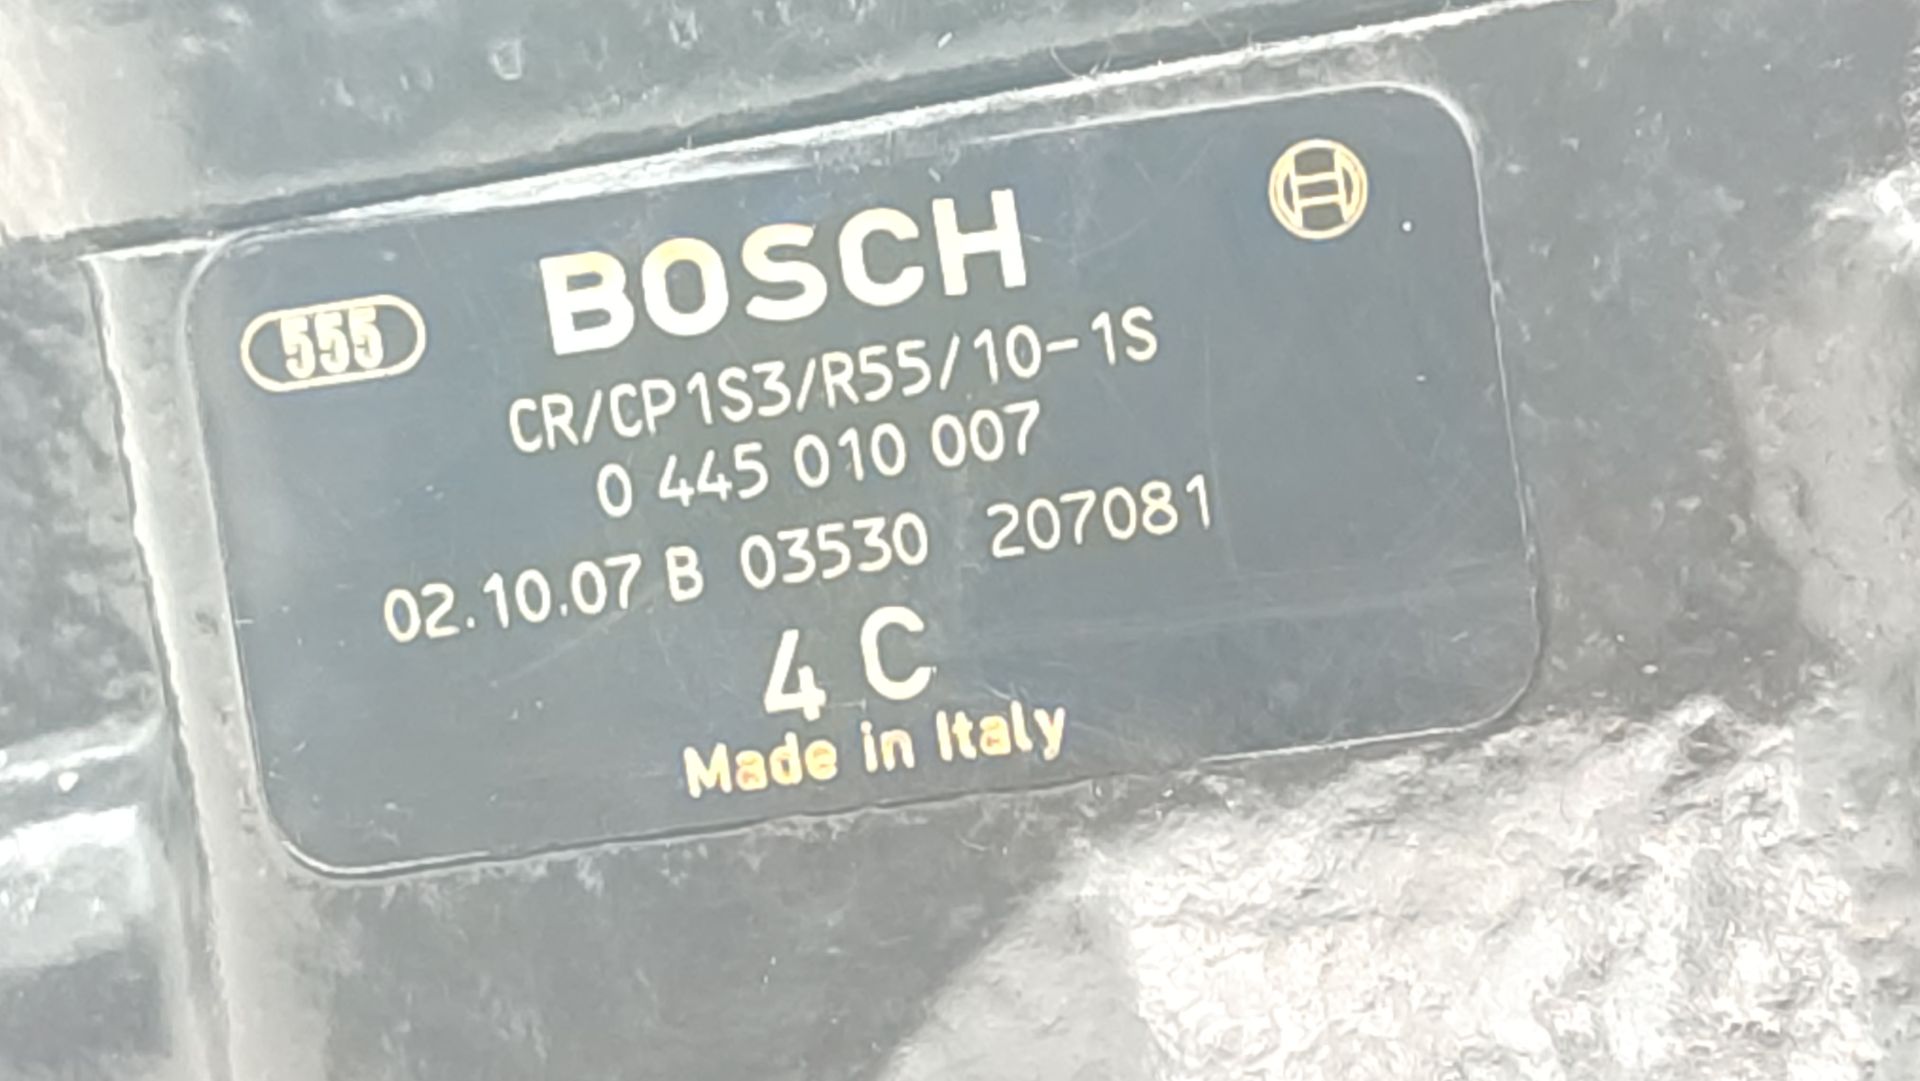 555
BOSCH
CR/CP1S3/R55/10-1S
0 445 010 007
02.10.07 B 03530 207081
4 C
Made in Italy